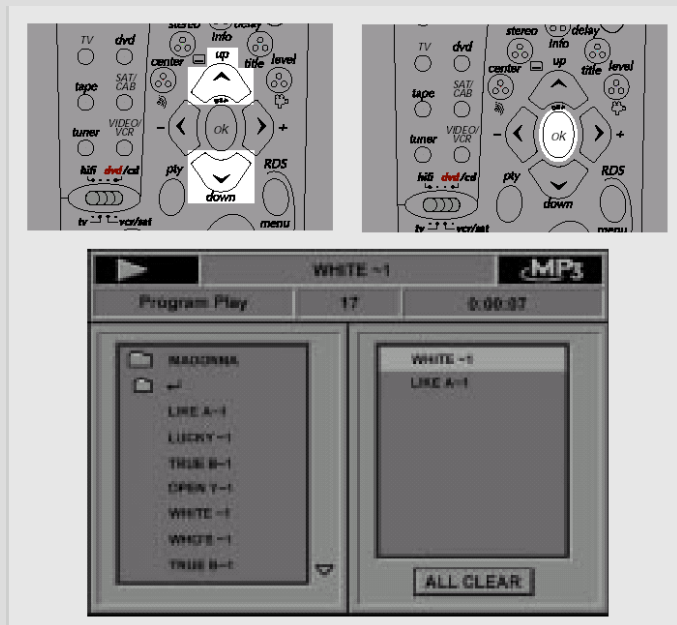 stereo info delay
TV dvd
up
center title level
tape SAT/
CAB
- ok +
tuner VIDEO/
VCR
hifi dvd/cd pty RDS
down
tv vcr/sat menu
stereo info delay
TV dvd
up
center title level
tape SAT/
CAB
- ok +
tuner VIDEO/
VCR
hifi dvd/cd pty RDS
down
tv vcr/sat menu
WHITE ~1 MP3
Program Play 17 0:00:07
MADONNA
LIKE A~1
LUCKY ~1
TRUE B~1
OPEN Y~1
WHITE ~1
WHO'S ~1
TRUE B~1
WHITE ~1
LIKE A~1
ALL CLEAR